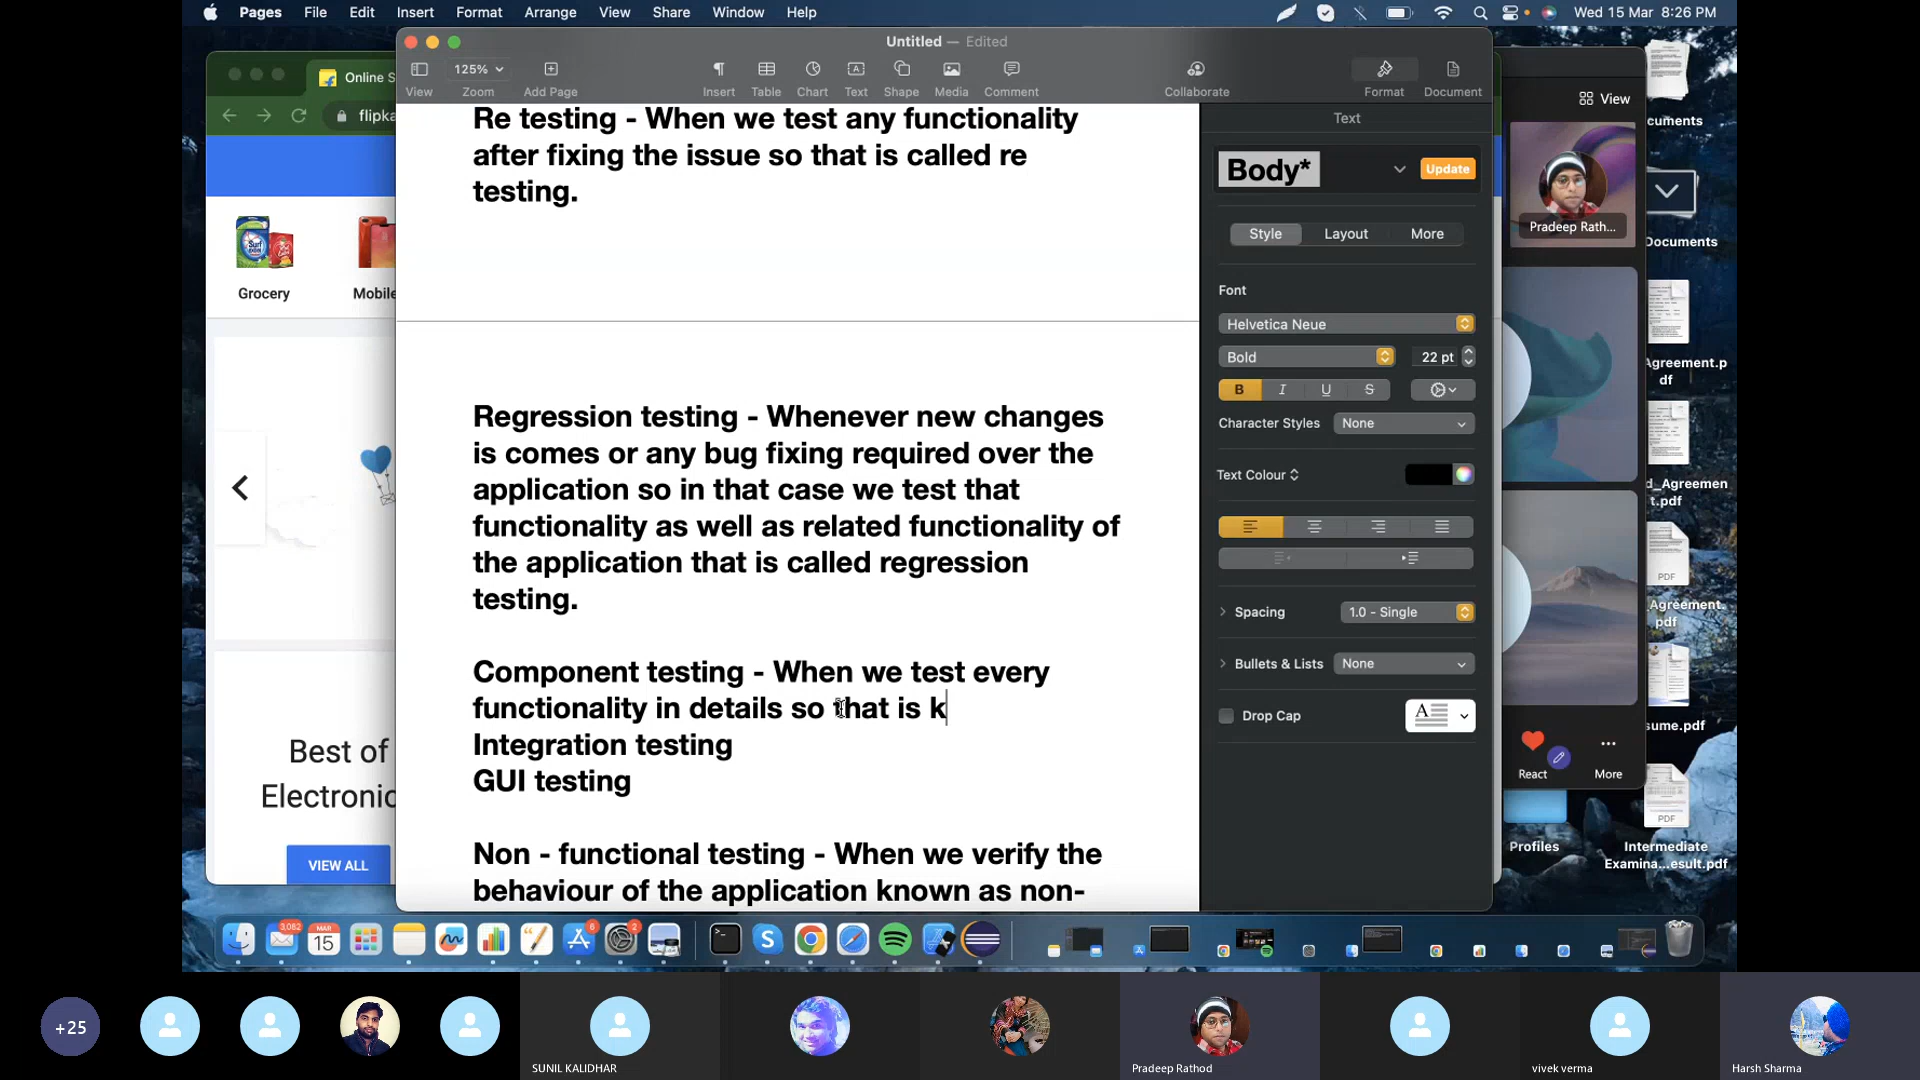 Pages File Edit Insert Format Arrange View Share Window Help
Wed 15 Mar 8:26 PM
Untitled — Edited
125%
View Zoom Add Page Insert Table Chart Text Shape Media Comment Collaborate Format Document
Online S
flipka
Grocery
Mobile
Best of
Electronic
VIEW ALL
Re testing - When we test any functionality
after fixing the issue so that is called re
testing.
Regression testing - Whenever new changes
is comes or any bug fixing required over the
application so in that case we test that
functionality as well as related functionality of
the application that is called regression
testing.
Component testing - When we test every
functionality in details so that is k
Integration testing
GUI testing
Non - functional testing - When we verify the
behaviour of the application known as non-
Text
Body*
Update
Style Layout More
Font
Helvetica Neue
Bold 22 pt
B I U S
Character Styles None
Text Colour
Spacing 1.0 - Single
Bullets & Lists None
Drop Cap
View
Pradeep Rath...
React
More
cuments
Documents
Agreement.p
df
d_Agreemen
t.pdf
PDF
Agreement.
pdf
sume.pdf
PDF
Profiles
Intermediate
Examina...esult.pdf
3,082
MAR
15
6
2
+25
SUNIL KALIDHAR
Pradeep Rathod
vivek verma
Harsh Sharma